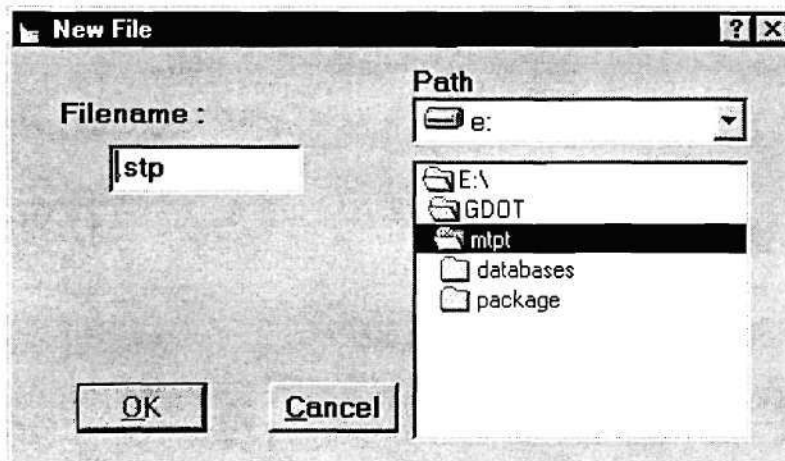 New File
Filename :
.stp
Path
e:
E:\
GDOT
mtpt
databases
package
OK
Cancel